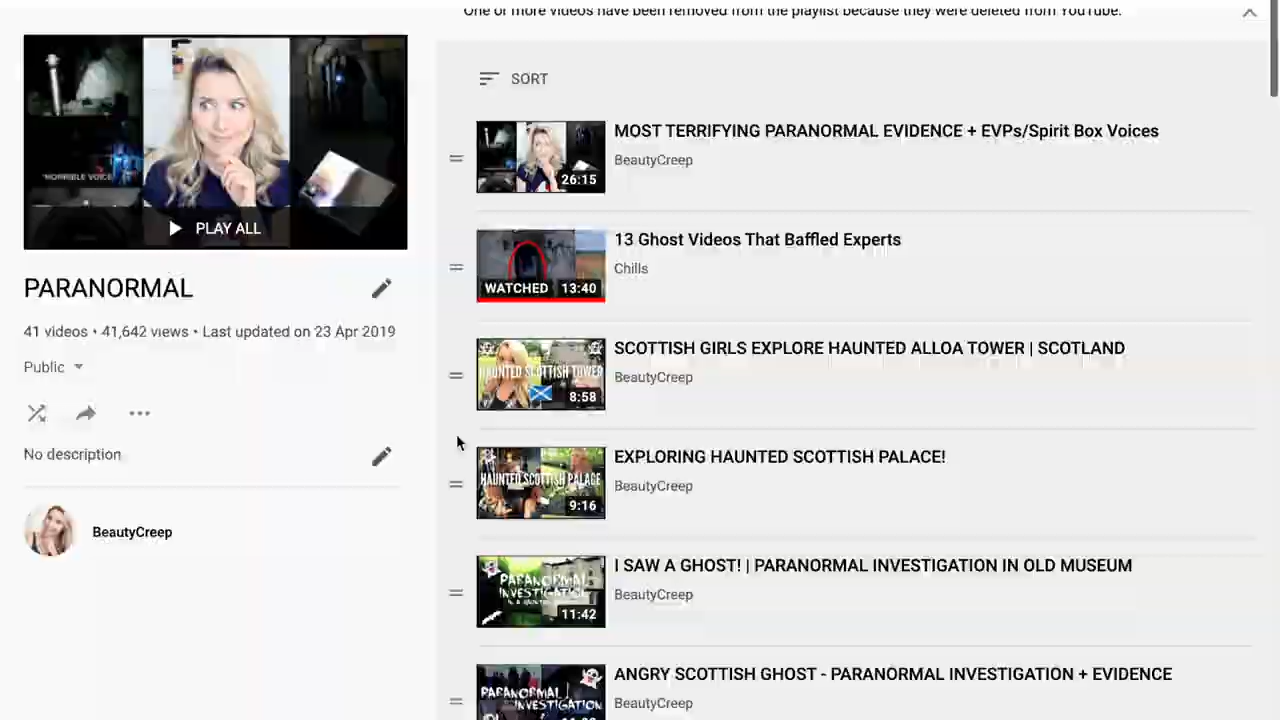 One or more videos have been removed from the playlist because they were deleted from YouTube.
"HORRIBLE VOICE"
PLAY ALL
PARANORMAL
41 videos • 41,642 views • Last updated on 23 Apr 2019
Public
No description
BeautyCreep
SORT
26:15
MOST TERRIFYING PARANORMAL EVIDENCE + EVPs/Spirit Box Voices
BeautyCreep
WATCHED 13:40
13 Ghost Videos That Baffled Experts
Chills
HAUNTED SCOTTISH TOWER
8:58
SCOTTISH GIRLS EXPLORE HAUNTED ALLOA TOWER | SCOTLAND
BeautyCreep
HAUNTED SCOTTISH PALACE
9:16
EXPLORING HAUNTED SCOTTISH PALACE!
BeautyCreep
PARANORMAL
INVESTIGATION
11:42
I SAW A GHOST! | PARANORMAL INVESTIGATION IN OLD MUSEUM
BeautyCreep
PARANORMAL
INVESTIGATION
ANGRY SCOTTISH GHOST - PARANORMAL INVESTIGATION + EVIDENCE
BeautyCreep